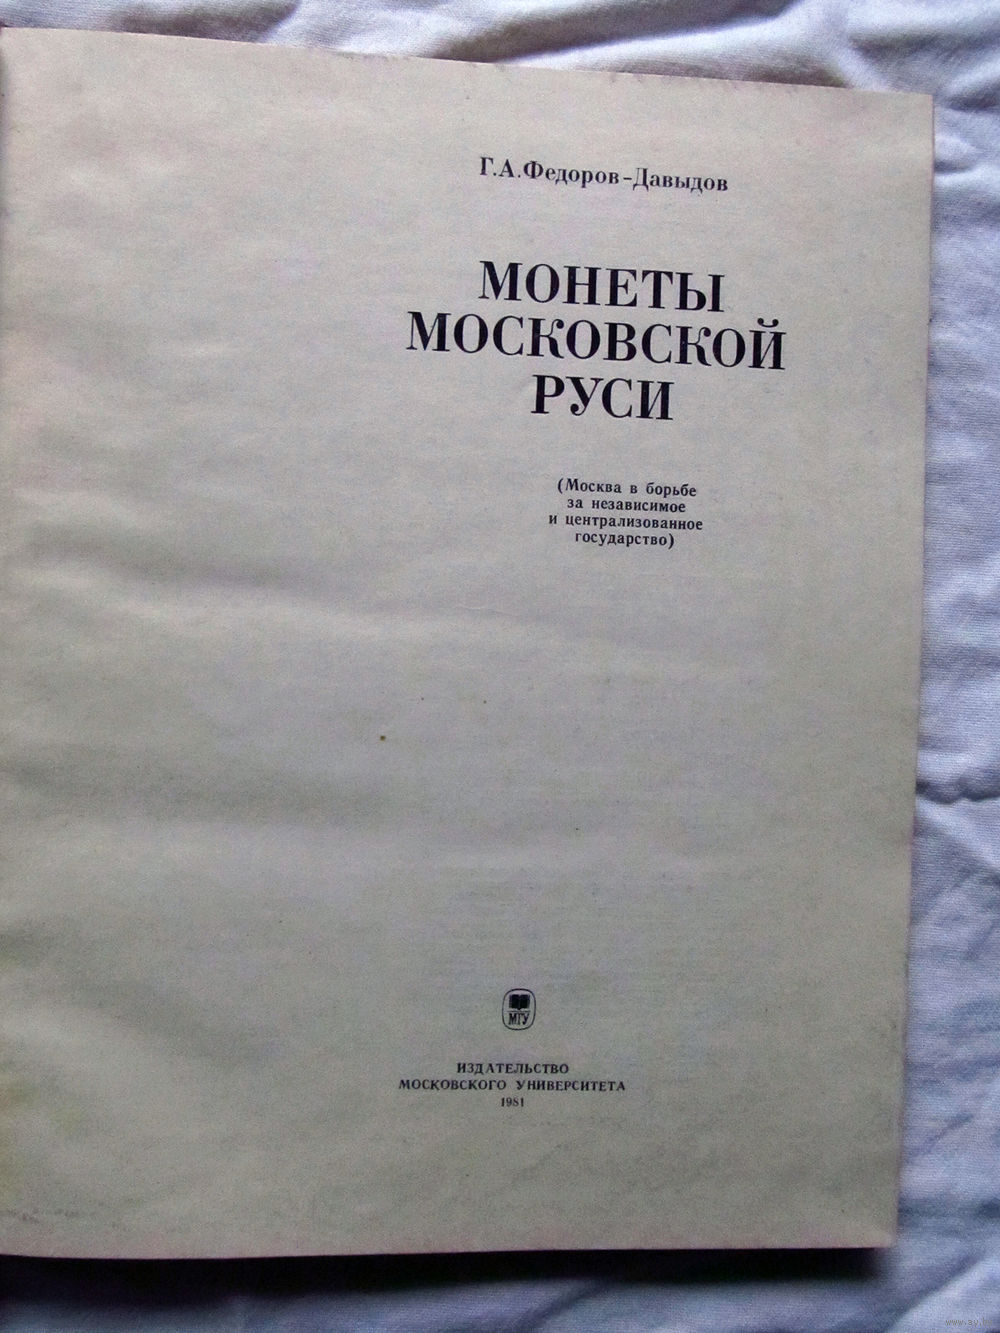 Г.А.Федоров-Давыдов
МОНЕТЫ
МОСКОВСКОЙ
РУСИ
(Москва в борьбе
за независимое
и централизованное
государство)
МГУ
ИЗДАТЕЛЬСТВО
МОСКОВСКОГО УНИВЕРСИТЕТА
1981